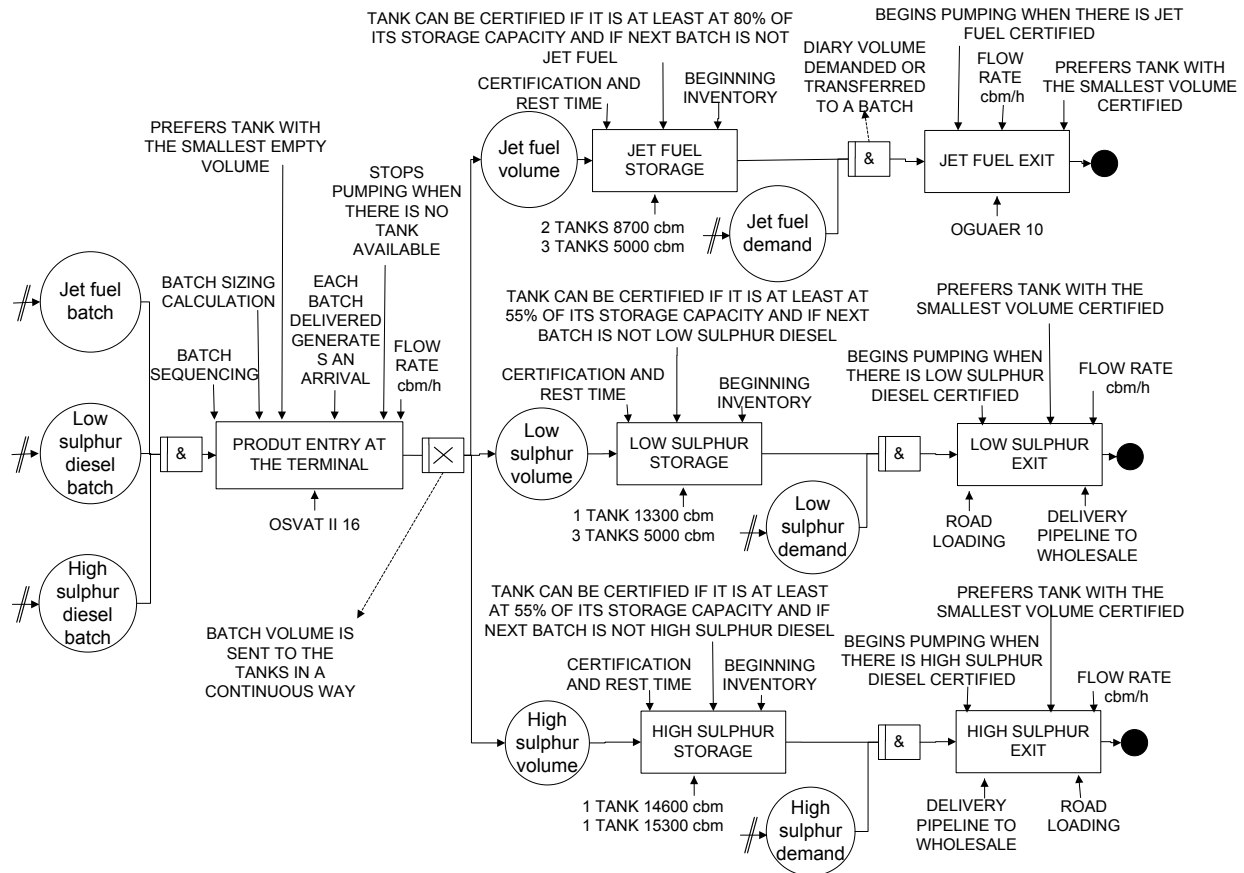 TANK CAN BE CERTIFIED IF IT IS AT LEAST AT 80% OF
ITS STORAGE CAPACITY AND IF NEXT BATCH IS NOT
JET FUEL
CERTIFICATION AND
REST TIME
BEGINNING
INVENTORY
DIARY VOLUME
DEMANDED OR
TRANSFERRED
TO A BATCH
BEGINS PUMPING WHEN THERE IS JET
FUEL CERTIFIED
FLOW
RATE
cbm/h
PREFERS TANK WITH
THE SMALLEST VOLUME
CERTIFIED
Jet fuel
volume
JET FUEL
STORAGE
2 TANKS 8700 cbm
3 TANKS 5000 cbm
Jet fuel
demand
&
JET FUEL EXIT
OGUAER 10
PREFERS TANK WITH
THE SMALLEST EMPTY
VOLUME
STOPS
PUMPING WHEN
THERE IS NO
TANK
AVAILABLE
BATCH SIZING
CALCULATION
EACH
BATCH
DELIVERED
GENERATE
S AN
ARRIVAL
BATCH
SEQUENCING
FLOW
RATE
cbm/h
Jet fuel
batch
Low
sulphur
diesel
batch
High
sulphur
diesel
batch
&
PRODUT ENTRY AT
THE TERMINAL
OSVAT II 16
BATCH VOLUME IS
SENT TO THE
TANKS IN A
CONTINUOUS WAY
TANK CAN BE CERTIFIED IF IT IS AT LEAST AT
55% OF ITS STORAGE CAPACITY AND IF NEXT
BATCH IS NOT LOW SULPHUR DIESEL
CERTIFICATION AND
REST TIME
BEGINNING
INVENTORY
PREFERS TANK WITH THE
SMALLEST VOLUME CERTIFIED
BEGINS PUMPING WHEN
THERE IS LOW SULPHUR
DIESEL CERTIFIED
FLOW RATE
cbm/h
Low
sulphur
volume
LOW SULPHUR
STORAGE
1 TANK 13300 cbm
3 TANKS 5000 cbm
Low
sulphur
demand
&
LOW SULPHUR
EXIT
ROAD
LOADING
DELIVERY
PIPELINE TO
WHOLESALE
TANK CAN BE CERTIFIED IF IT IS AT LEAST
AT 55% OF ITS STORAGE CAPACITY AND IF
NEXT BATCH IS NOT HIGH SULPHUR DIESEL
CERTIFICATION
AND REST TIME
BEGINNING
INVENTORY
PREFERS TANK WITH THE
SMALLEST VOLUME CERTIFIED
BEGINS PUMPING WHEN
THERE IS HIGH SULPHUR
DIESEL CERTIFIED
FLOW RATE
cbm/h
High
sulphur
volume
HIGH SULPHUR
STORAGE
1 TANK 14600 cbm
1 TANK 15300 cbm
High
sulphur
demand
&
HIGH SULPHUR
EXIT
DELIVERY
PIPELINE TO
WHOLESALE
ROAD
LOADING